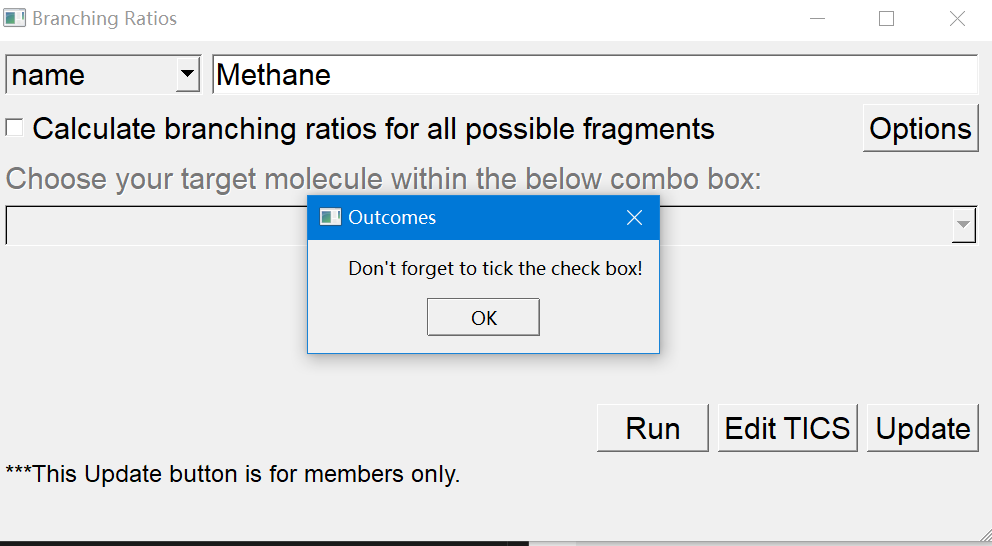 Branching Ratios
name Methane
Calculate branching ratios for all possible fragments Options
Choose your target molecule within the below combo box:
Outcomes
Don't forget to tick the check box!
OK
Run Edit TICS Update
***This Update button is for members only.